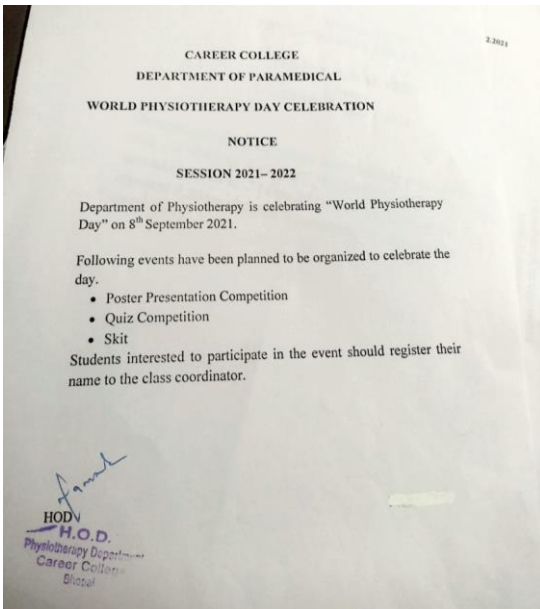 2.2021
CAREER COLLEGE
DEPARTMENT OF PARAMEDICAL
WORLD PHYSIOTHERAPY DAY CELEBRATION
NOTICE
SESSION 2021– 2022
Department of Physiotherapy is celebrating “World Physiotherapy
Day” on 8th September 2021.
Following events have been planned to be organized to celebrate the
day.
• Poster Presentation Competition
• Quiz Competition
• Skit
Students interested to participate in the event should register their
name to the class coordinator.
HOD
H.O.D.
Physiotherapy Department
Career College
Bhopal